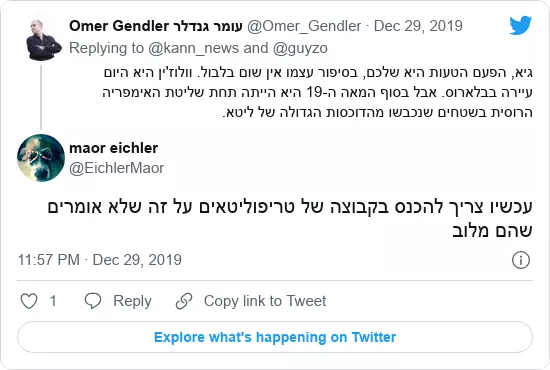 Omer Gendler עומר גנדלר @Omer_Gendler · Dec 29, 2019
Replying to @kann_news and @guyzo
גיא, הפעם הטעות היא שלכם, בסיפור עצמו אין שום בלבול. וולוז'ין היא היום
עיירה בבלארוס. אבל בסוף המאה ה-19 היא הייתה תחת שליטת האימפריה
הרוסית בשטחים שנכבשו מהדוכסות הגדולה של ליטא.
maor eichler
@EichlerMaor
עכשיו צריך להכנס בקבוצה של טריפוליטאים על זה שלא אומרים
שהם מלוב
11:57 PM · Dec 29, 2019
1 Reply Copy link to Tweet
Explore what's happening on Twitter